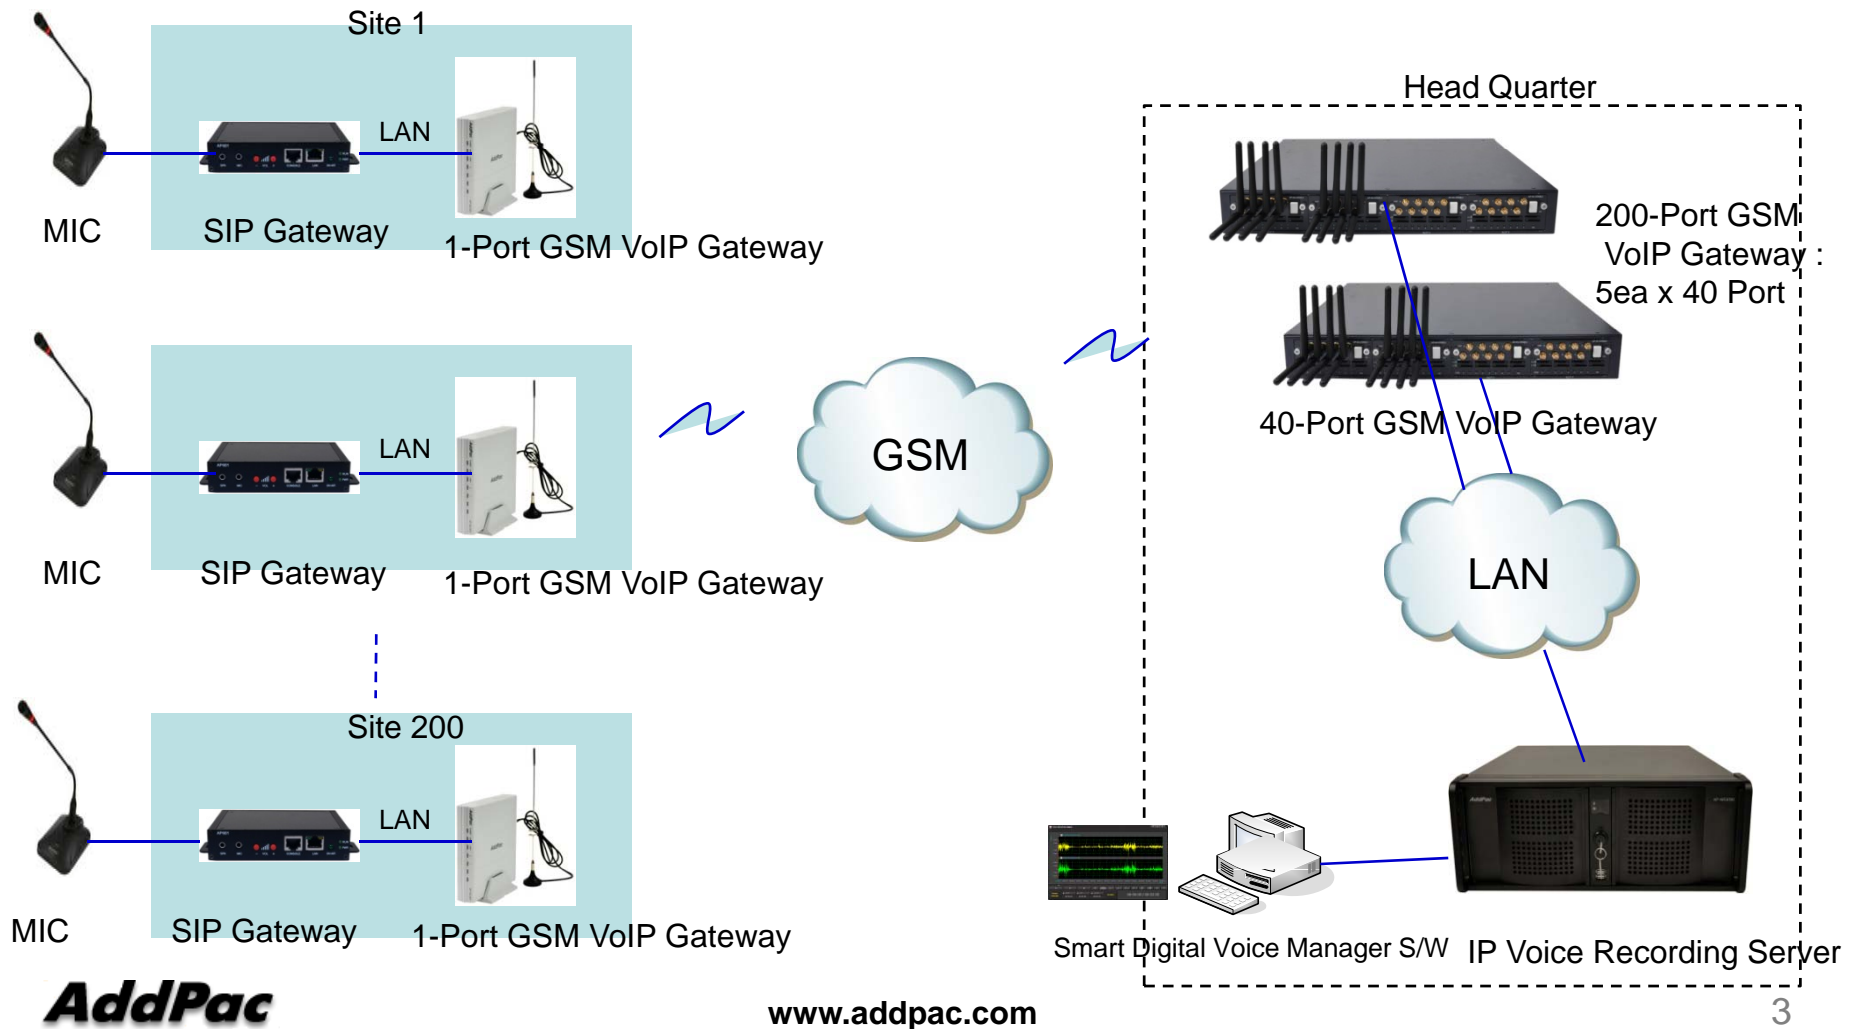 Site 1
Head Quarter
LAN
MIC
SIP Gateway
1-Port GSM VoIP Gateway
200-Port GSM
VoIP Gateway :
5ea x 40 Port
40-Port GSM VoIP Gateway
LAN
GSM
MIC
SIP Gateway
1-Port GSM VoIP Gateway
LAN
Site 200
LAN
MIC
SIP Gateway
1-Port GSM VoIP Gateway
Smart Digital Voice Manager S/W
IP Voice Recording Server
AddPac
www.addpac.com
3